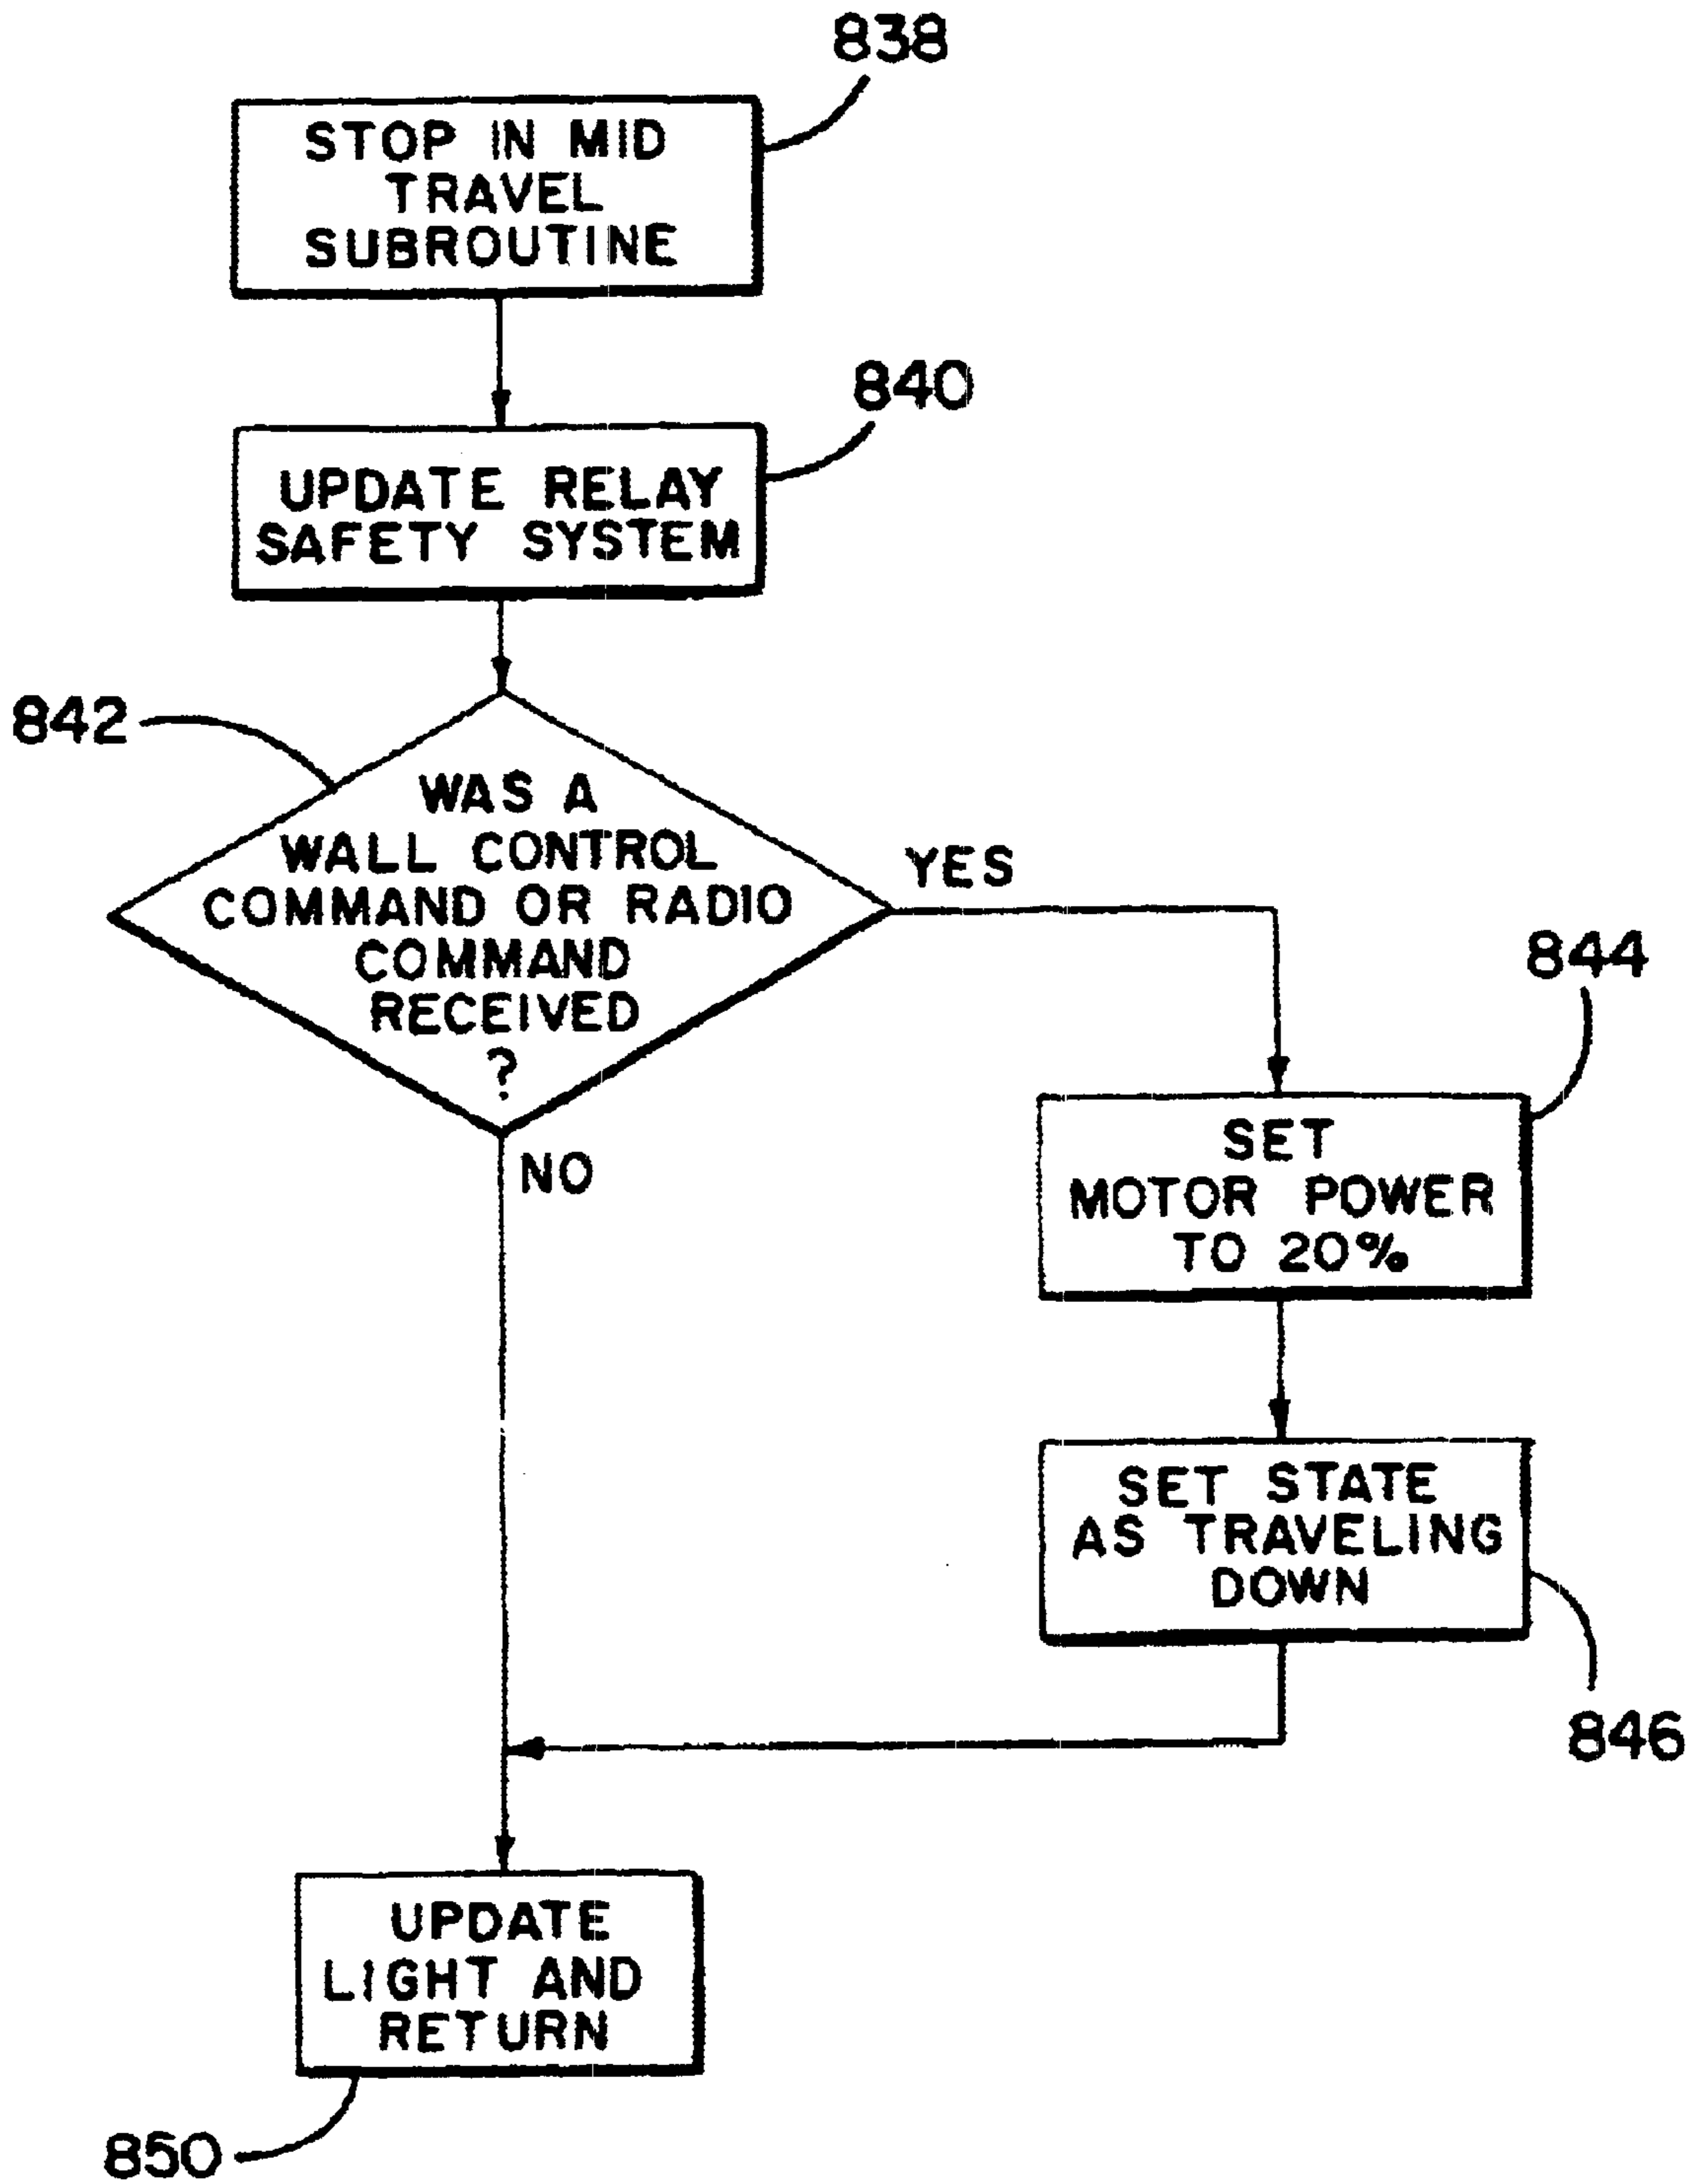 838
STOP IN MID
TRAVEL
SUBROUTINE
840
UPDATE RELAY
SAFETY SYSTEM
842
WAS A
WALL CONTROL
COMMAND OR RADIO
COMMAND
RECEIVED
?
YES
NO
844
SET
MOTOR POWER
TO 20%
SET STATE
AS TRAVELING
DOWN
846
UPDATE
LIGHT AND
RETURN
850